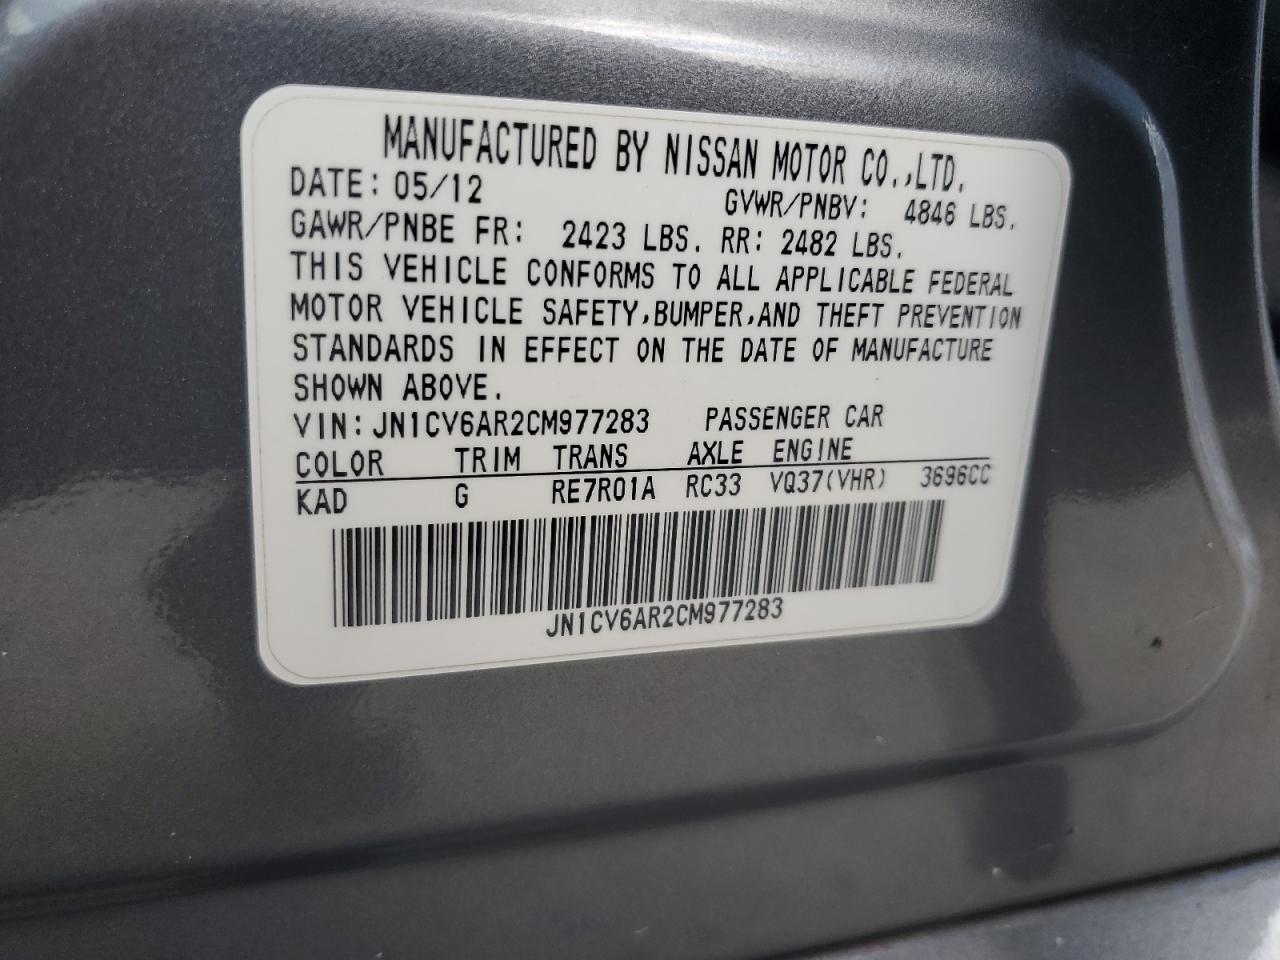 MANUFACTURED BY NISSAN MOTOR CO.,LTD.
DATE: 05/12 GVWR/PNBV: 4846 LBS.
GAWR/PNBE FR: 2423 LBS. RR: 2482 LBS.
THIS VEHICLE CONFORMS TO ALL APPLICABLE FEDERAL
MOTOR VEHICLE SAFETY,BUMPER,AND THEFT PREVENTION
STANDARDS IN EFFECT ON THE DATE OF MANUFACTURE
SHOWN ABOVE.
VIN: JN1CV6AR2CM977283 PASSENGER CAR
COLOR TRIM TRANS AXLE ENGINE
KAD G RE7R01A RC33 VQ37(VHR) 3696CC
JN1CV6AR2CM977283